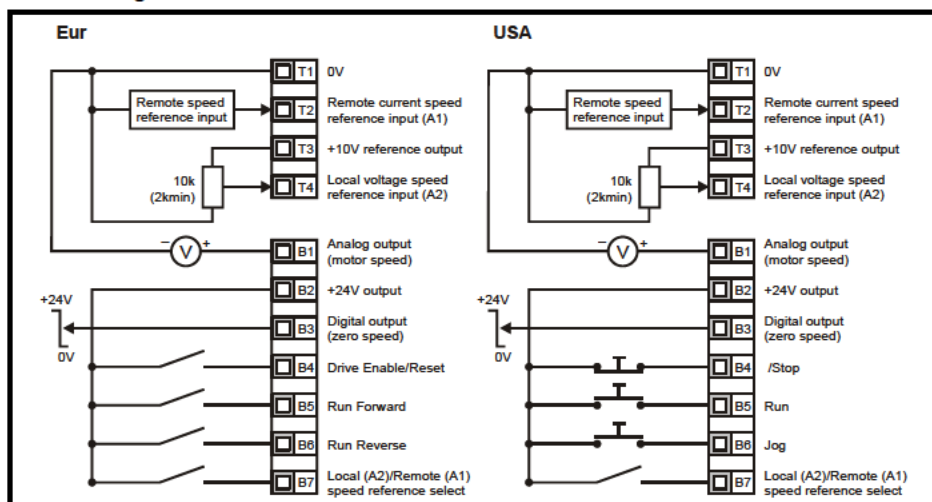 Eur
T1 0V
Remote speed
reference input
T2 Remote current speed
reference input (A1)
T3 +10V reference output
10k
(2kmin)
T4 Local voltage speed
reference input (A2)
− V +
B1 Analog output
(motor speed)
B2 +24V output
+24V
0V
B3 Digital output
(zero speed)
B4 Drive Enable/Reset
B5 Run Forward
B6 Run Reverse
B7 Local (A2)/Remote (A1)
speed reference select
USA
T1 0V
Remote speed
reference input
T2 Remote current speed
reference input (A1)
T3 +10V reference output
10k
(2kmin)
T4 Local voltage speed
reference input (A2)
− V +
B1 Analog output
(motor speed)
B2 +24V output
+24V
0V
B3 Digital output
(zero speed)
B4 /Stop
B5 Run
B6 Jog
B7 Local (A2)/Remote (A1)
speed reference select